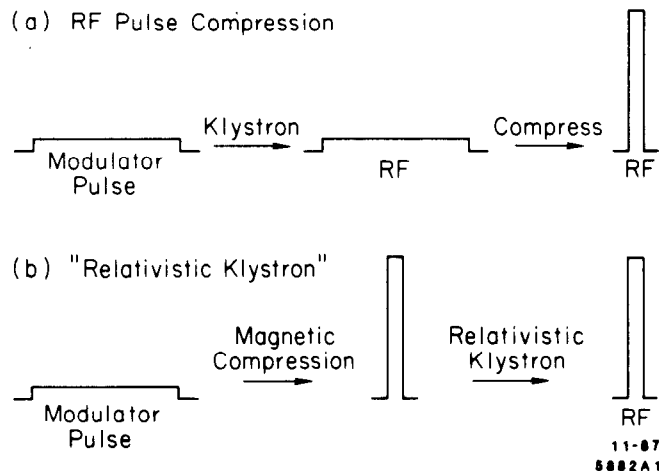 (a) RF Pulse Compression
Klystron
Compress
Modulator
Pulse
RF
RF
(b) "Relativistic Klystron"
Magnetic
Compression
Relativistic
Klystron
Modulator
Pulse
RF
11-87
5882A1